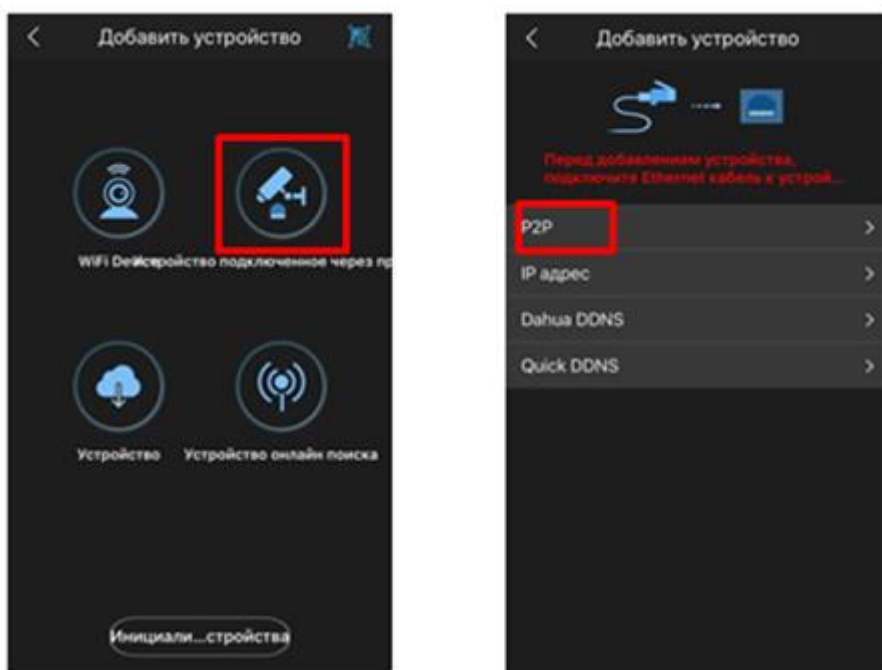 Добавить устройство
WiFi Device
Устройство подключенное через пр
Устройство
Устройство онлайн поиска
Инициали...стройства
Добавить устройство
Перед добавлением устройства,
подключите Ethernet кабель к устрой...
P2P
IP адрес
Dahua DDNS
Quick DDNS